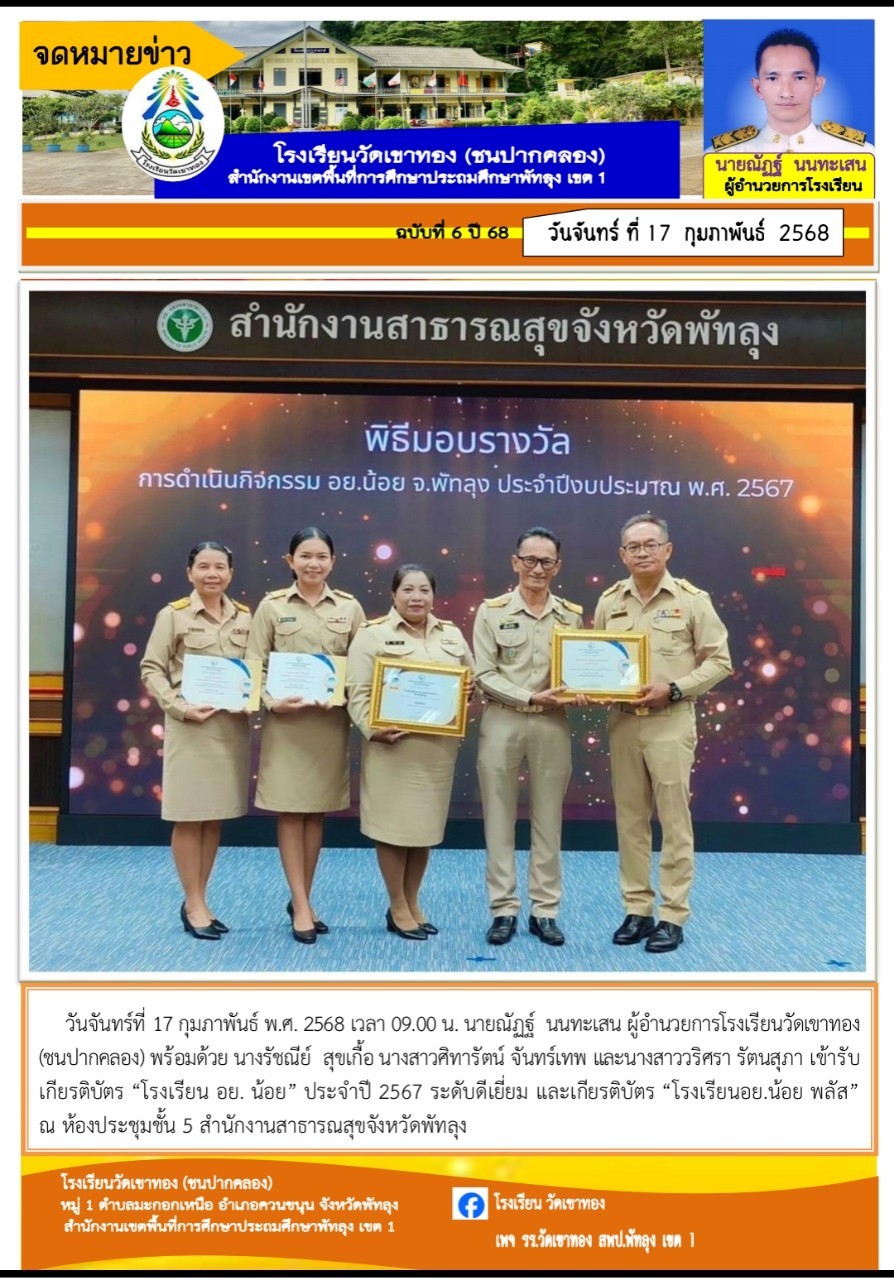 จดหมายข่าว
โรงเรียนวัดเขาทอง
โรงเรียนวัดเขาทอง (ชนปากคลอง)
สำนักงานเขตพื้นที่การศึกษาประถมศึกษาพัทลุง เขต 1
นายณัฏฐ์ นนทะเสน
ผู้อำนวยการโรงเรียน
ฉบับที่ 6 ปี 68
วันจันทร์ ที่ 17 กุมภาพันธ์ 2568
สำนักงานสาธารณสุขจังหวัดพัทลุง
พิธีมอบรางวัล
การดำเนินกิจกรรม อย.น้อย จ.พัทลุง ประจำปีงบประมาณ พ.ศ. 2567
วันจันทร์ที่ 17 กุมภาพันธ์ พ.ศ. 2568 เวลา 09.00 น. นายณัฏฐ์ นนทะเสน ผู้อำนวยการโรงเรียนวัดเขาทอง
(ชนปากคลอง) พร้อมด้วย นางรัชณีย์ สุขเกื้อ นางสาวศิทารัตน์ จันทร์เทพ และนางสาววริศรา รัตนสุภา เข้ารับ
เกียรติบัตร “โรงเรียน อย. น้อย” ประจำปี 2567 ระดับดีเยี่ยม และเกียรติบัตร “โรงเรียนอย.น้อย พลัส”
ณ ห้องประชุมชั้น 5 สำนักงานสาธารณสุขจังหวัดพัทลุง
โรงเรียนวัดเขาทอง (ชนปากคลอง)
หมู่ 1 ตำบลมะกอกเหนือ อำเภอควนขนุน จังหวัดพัทลุง
สำนักงานเขตพื้นที่การศึกษาประถมศึกษาพัทลุง เขต 1
โรงเรียน วัดเขาทอง
เพจ รร.วัดเขาทอง สพป.พัทลุง เขต 1